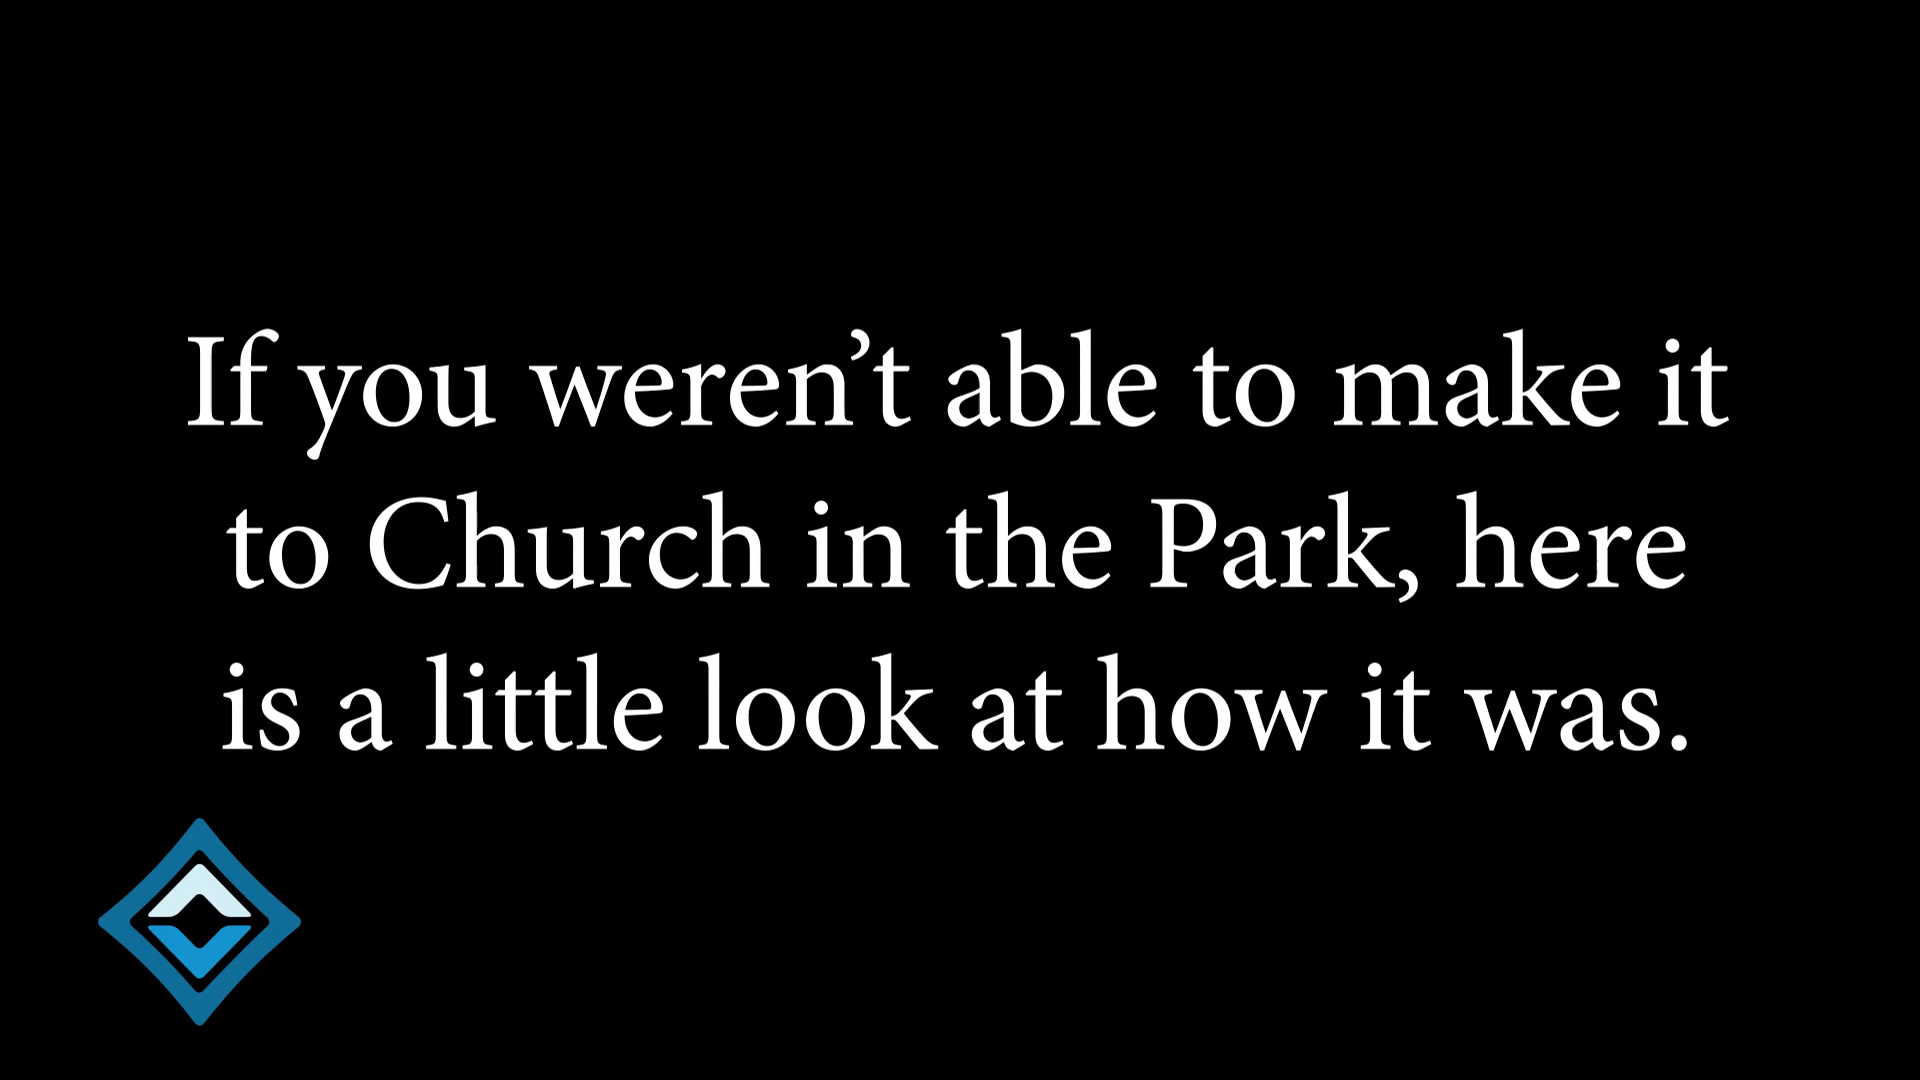 If you weren’t able to make it
to Church in the Park, here
is a little look at how it was.